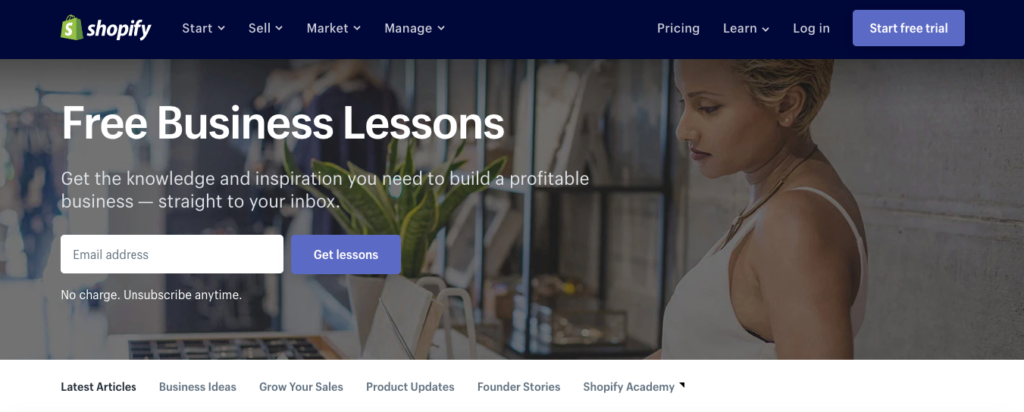 shopify
Start
Sell
Market
Manage
Pricing
Learn
Log in
Start free trial
Free Business Lessons
Get the knowledge and inspiration you need to build a profitable
business — straight to your inbox.
Email address
Get lessons
No charge. Unsubscribe anytime.
Latest Articles
Business Ideas
Grow Your Sales
Product Updates
Founder Stories
Shopify Academy